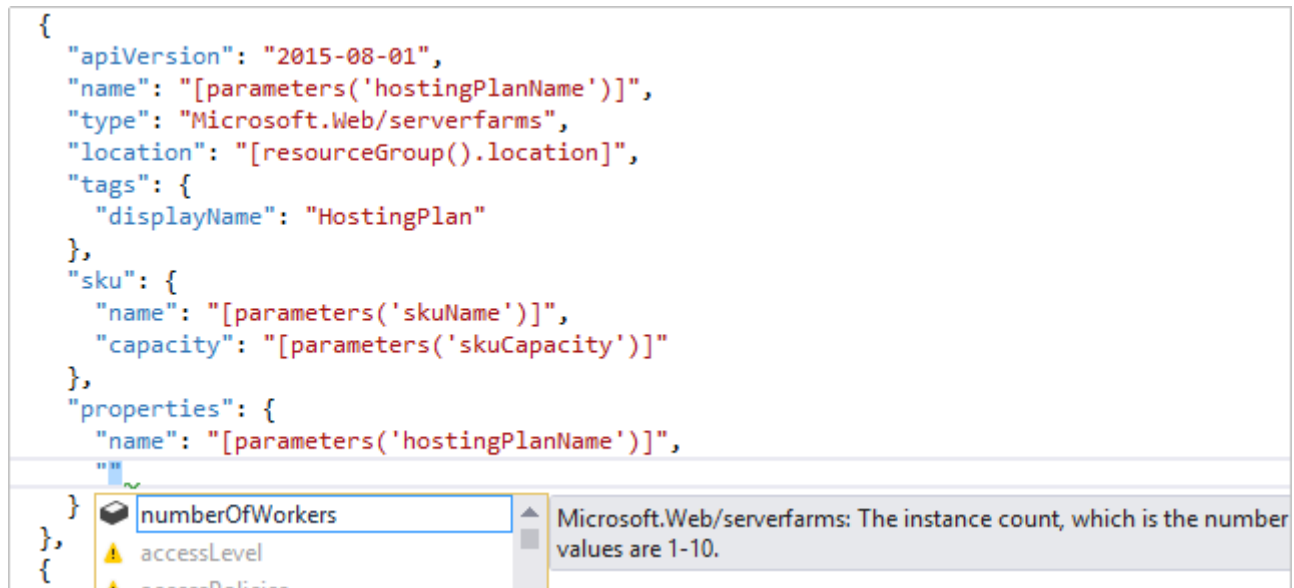 {
"apiVersion": "2015-08-01",
"name": "[parameters('hostingPlanName')]",
"type": "Microsoft.Web/serverfarms",
"location": "[resourceGroup().location]",
"tags": {
"displayName": "HostingPlan"
},
"sku": {
"name": "[parameters('skuName')]",
"capacity": "[parameters('skuCapacity')]"
},
"properties": {
"name": "[parameters('hostingPlanName')]",
""
}
},
{
numberOfWorkers
accessLevel
accessPolicies
Microsoft.Web/serverfarms: The instance count, which is the number
values are 1-10.